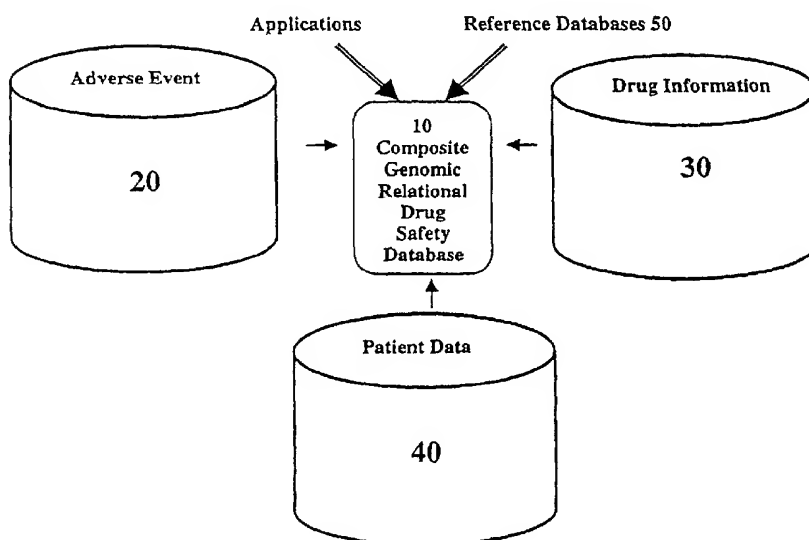 Applications
Reference Databases 50
Adverse Event
20
10
Composite
Genomic
Relational
Drug
Safety
Database
Drug Information
30
Patient Data
40